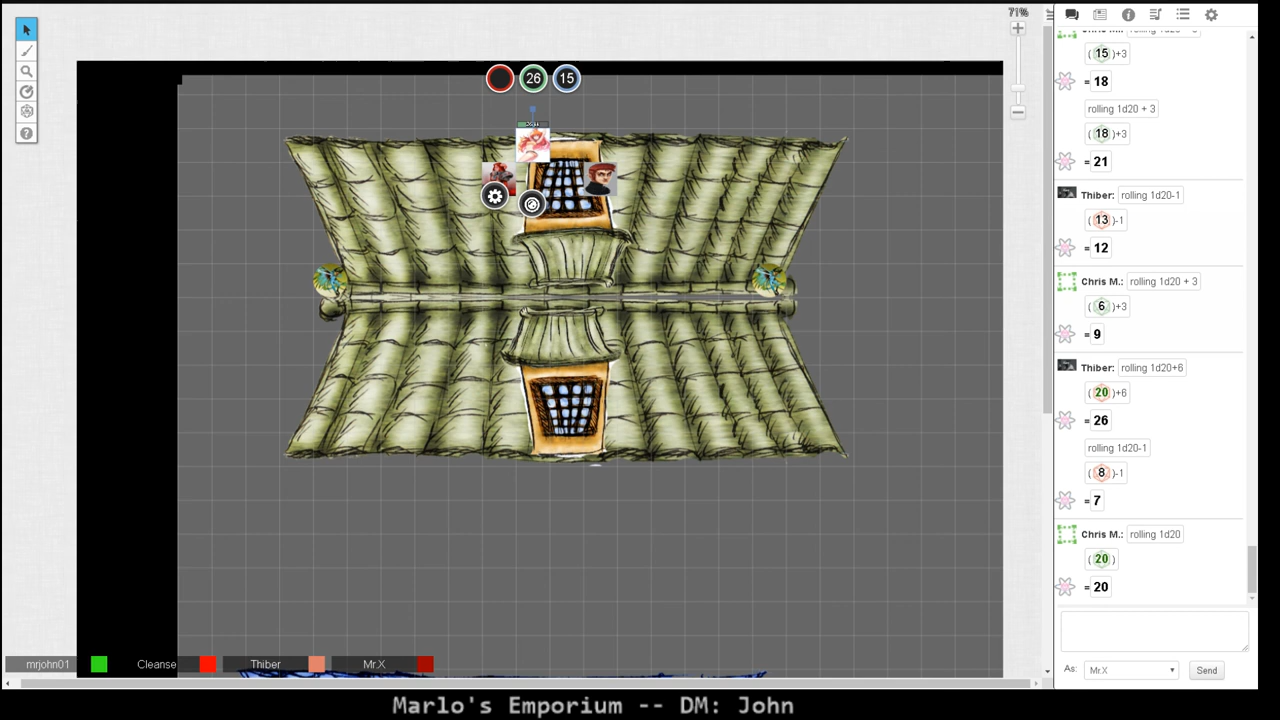 71%
26 15
(15)+3
= 18
rolling 1d20 + 3
(18)+3
= 21
Thiber: rolling 1d20-1
(13)-1
= 12
Chris M.: rolling 1d20 + 3
(6)+3
= 9
Thiber: rolling 1d20+6
(20)+6
= 26
rolling 1d20-1
(8)-1
= 7
Chris M.: rolling 1d20
(20)
= 20
As: Mr.X Send
mrjohn01 Cleanse Thiber Mr.X
Marlo's Emporium -- DM: John